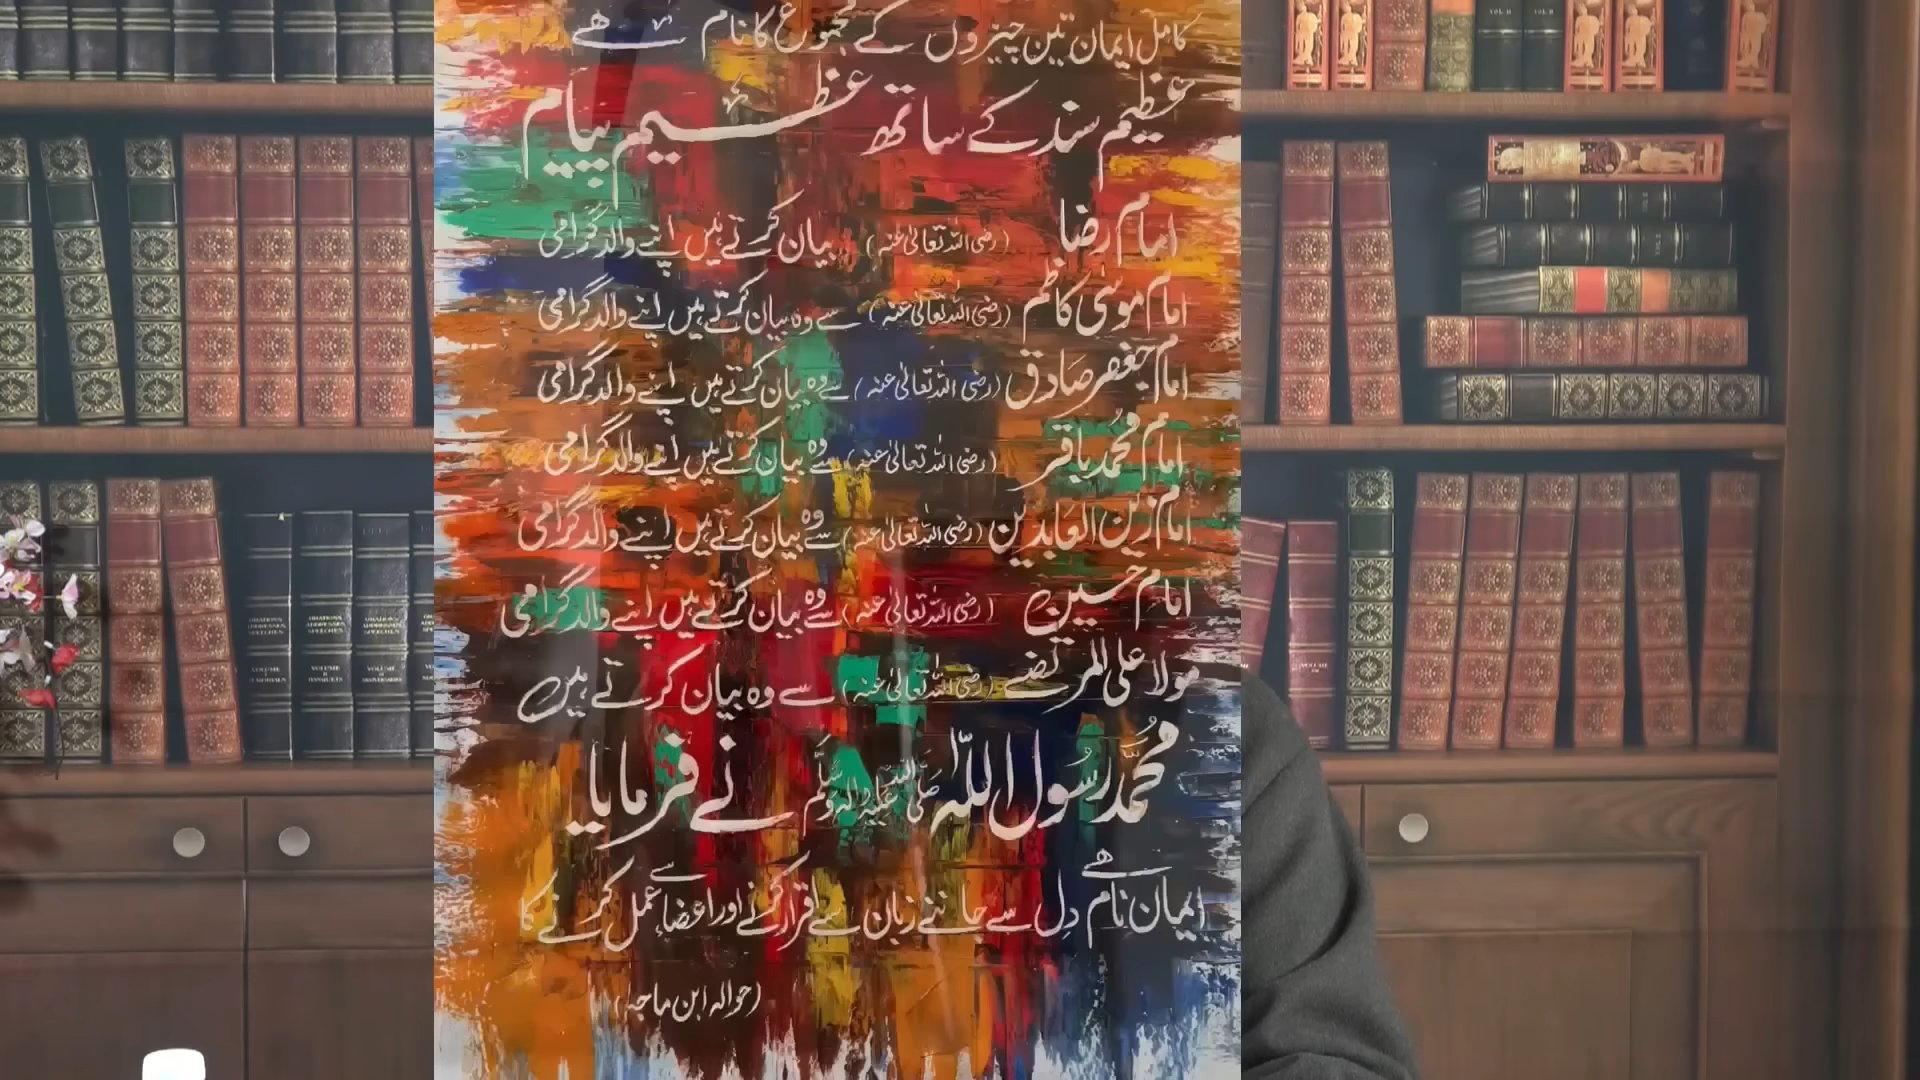 کامل ایمان تین چیزوں کے مجموع کا نام ھے
عظیم سند کے ساتھ عظیم پیام
امام رضا (رضی اللہ تعالیٰ عنہ) بیان کرتے ہیں اپنے والد گرامی
امام موسیٰ کاظم (رضی اللہ تعالیٰ عنہ) سے وہ بیان کرتے ہیں اپنے والد گرامی
امام جعفر صادق (رضی اللہ تعالیٰ عنہ) سے وہ بیان کرتے ہیں اپنے والد گرامی
امام محمد باقر (رضی اللہ تعالیٰ عنہ) سے وہ بیان کرتے ہیں اپنے والد گرامی
امام زین العابدین (رضی اللہ تعالیٰ عنہ) سے وہ بیان کرتے ہیں اپنے والد گرامی
امام حسین (رضی اللہ تعالیٰ عنہ) سے وہ بیان کرتے ہیں اپنے والد گرامی
مولا علی المرتضے (رضی اللہ تعالیٰ عنہ) سے وہ بیان کرتے ہیں
محمد رسول اللہ صلی اللہ علیہ والہ وسلم نے فرمایا
ایمان نام ھے دل سے جاننے زبان سے اقرار کرنے اور اعضاء سے عمل کرنے کا
(حوالہ ابن ماجہ)